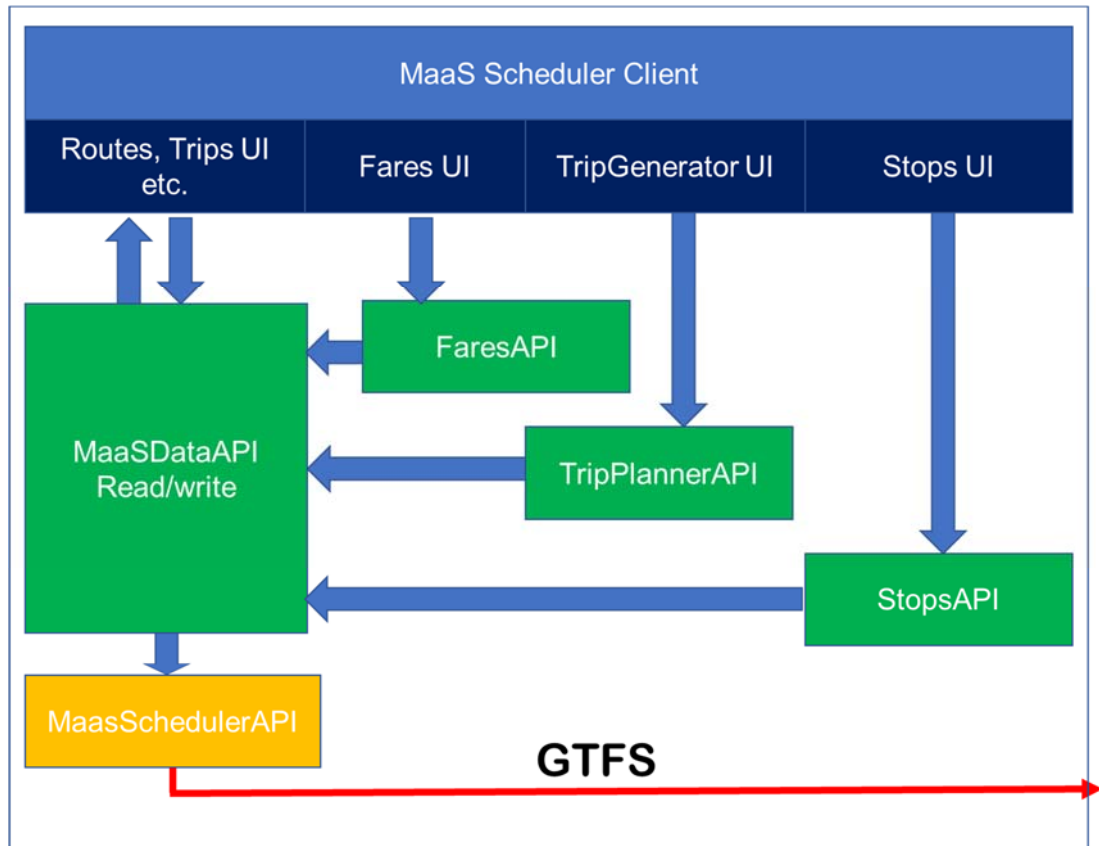 MaaS Scheduler Client
Routes, Trips UI
etc.
Fares UI
TripGenerator UI
Stops UI
FaresAPI
MaaSDataAPI
Read/write
TripPlannerAPI
StopsAPI
MaasSchedulerAPI
GTFS